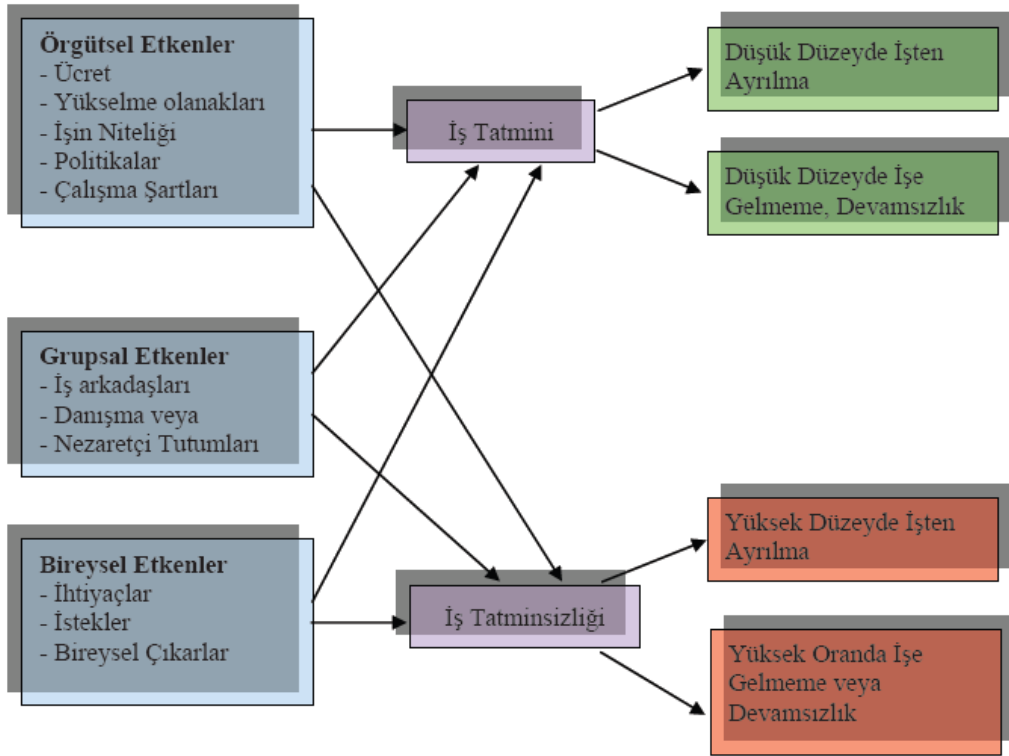 Örgütsel Etkenler
- Ücret
- Yükselme olanakları
- İşin Niteliği
- Politikalar
- Çalışma Şartları
Grupsal Etkenler
- İş arkadaşları
- Danışma veya
- Nezaretçi Tutumları
Bireysel Etkenler
- İhtiyaçlar
- İstekler
- Bireysel Çıkarlar
İş Tatmini
İş Tatminsizliği
Düşük Düzeyde İşten
Ayrılma
Düşük Düzeyde İşe
Gelmeme, Devamsızlık
Yüksek Düzeyde İşten
Ayrılma
Yüksek Oranda İşe
Gelmeme veya
Devamsızlık